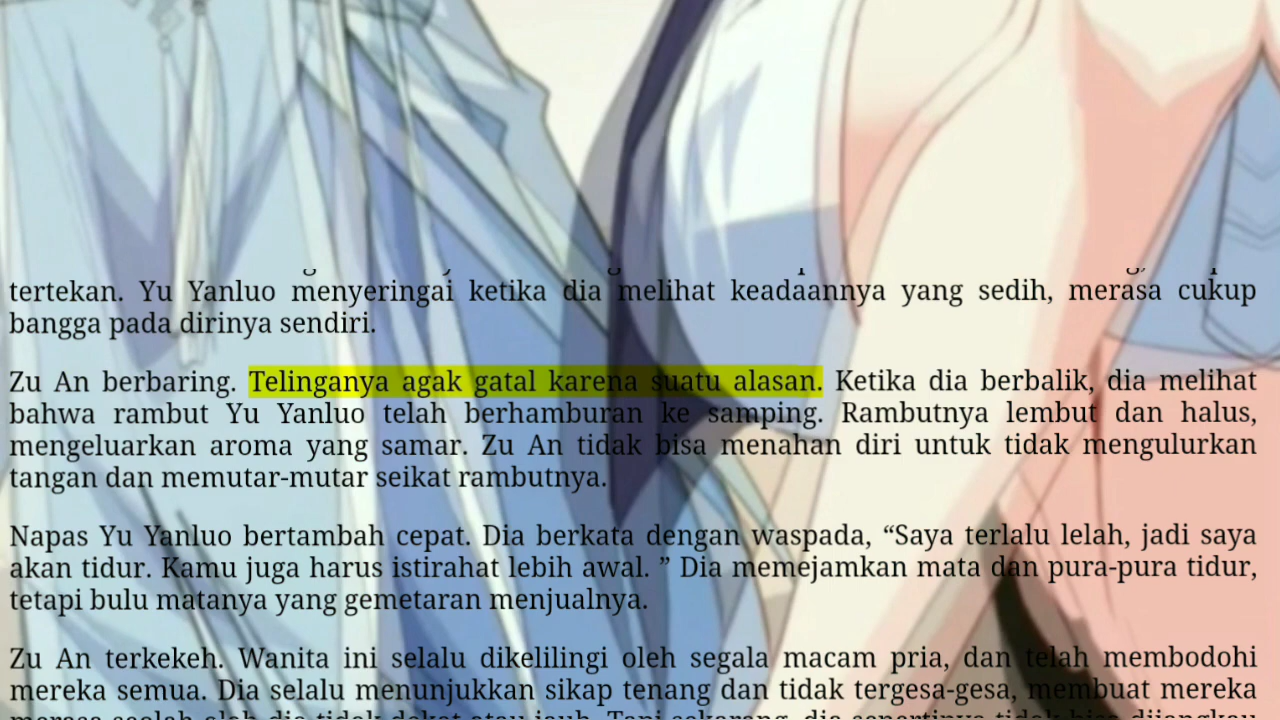 tertekan. Yu Yanluo menyeringai ketika dia melihat keadaannya yang sedih, merasa cukup
bangga pada dirinya sendiri.
Zu An berbaring. Telinganya agak gatal karena suatu alasan. Ketika dia berbalik, dia melihat
bahwa rambut Yu Yanluo telah berhamburan ke samping. Rambutnya lembut dan halus,
mengeluarkan aroma yang samar. Zu An tidak bisa menahan diri untuk tidak mengulurkan
tangan dan memutar-mutar seikat rambutnya.
Napas Yu Yanluo bertambah cepat. Dia berkata dengan waspada, “Saya terlalu lelah, jadi saya
akan tidur. Kamu juga harus istirahat lebih awal. ” Dia memejamkan mata dan pura-pura tidur,
tetapi bulu matanya yang gemetaran menjualnya.
Zu An terkekeh. Wanita ini selalu dikelilingi oleh segala macam pria, dan telah membodohi
mereka semua. Dia selalu menunjukkan sikap tenang dan tidak tergesa-gesa, membuat mereka